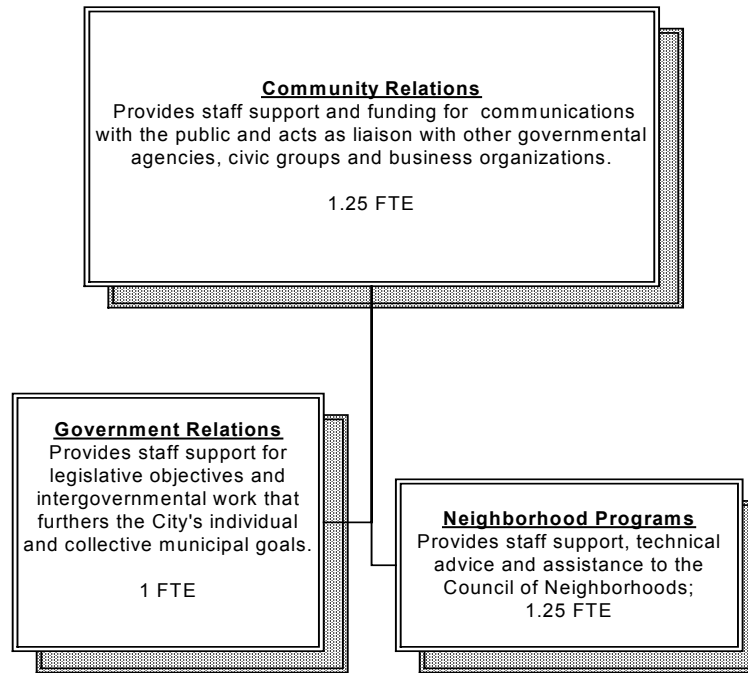 Community Relations
Provides staff support and funding for communications
with the public and acts as liaison with other governmental
agencies, civic groups and business organizations.
1.25 FTE
Government Relations
Provides staff support for
legislative objectives and
intergovernmental work that
furthers the City's individual
and collective municipal goals.
1 FTE
Neighborhood Programs
Provides staff support, technical
advice and assistance to the
Council of Neighborhoods;
1.25 FTE